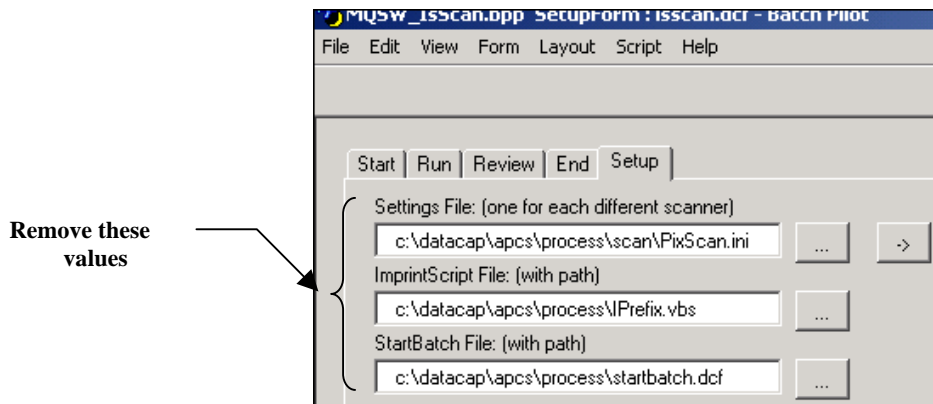 MQSW_IsScan.bpp SetupForm : isscan.dcf - Batch Pilot
File Edit View Form Layout Script Help
Start Run Review End Setup
Settings File: (one for each different scanner)
c:\datacap\apcs\process\scan\PixScan.ini ... ->
ImprintScript File: (with path)
c:\datacap\apcs\process\IPrefix.vbs ...
StartBatch File: (with path)
c:\datacap\apcs\process\startbatch.dcf ...
Remove these
values